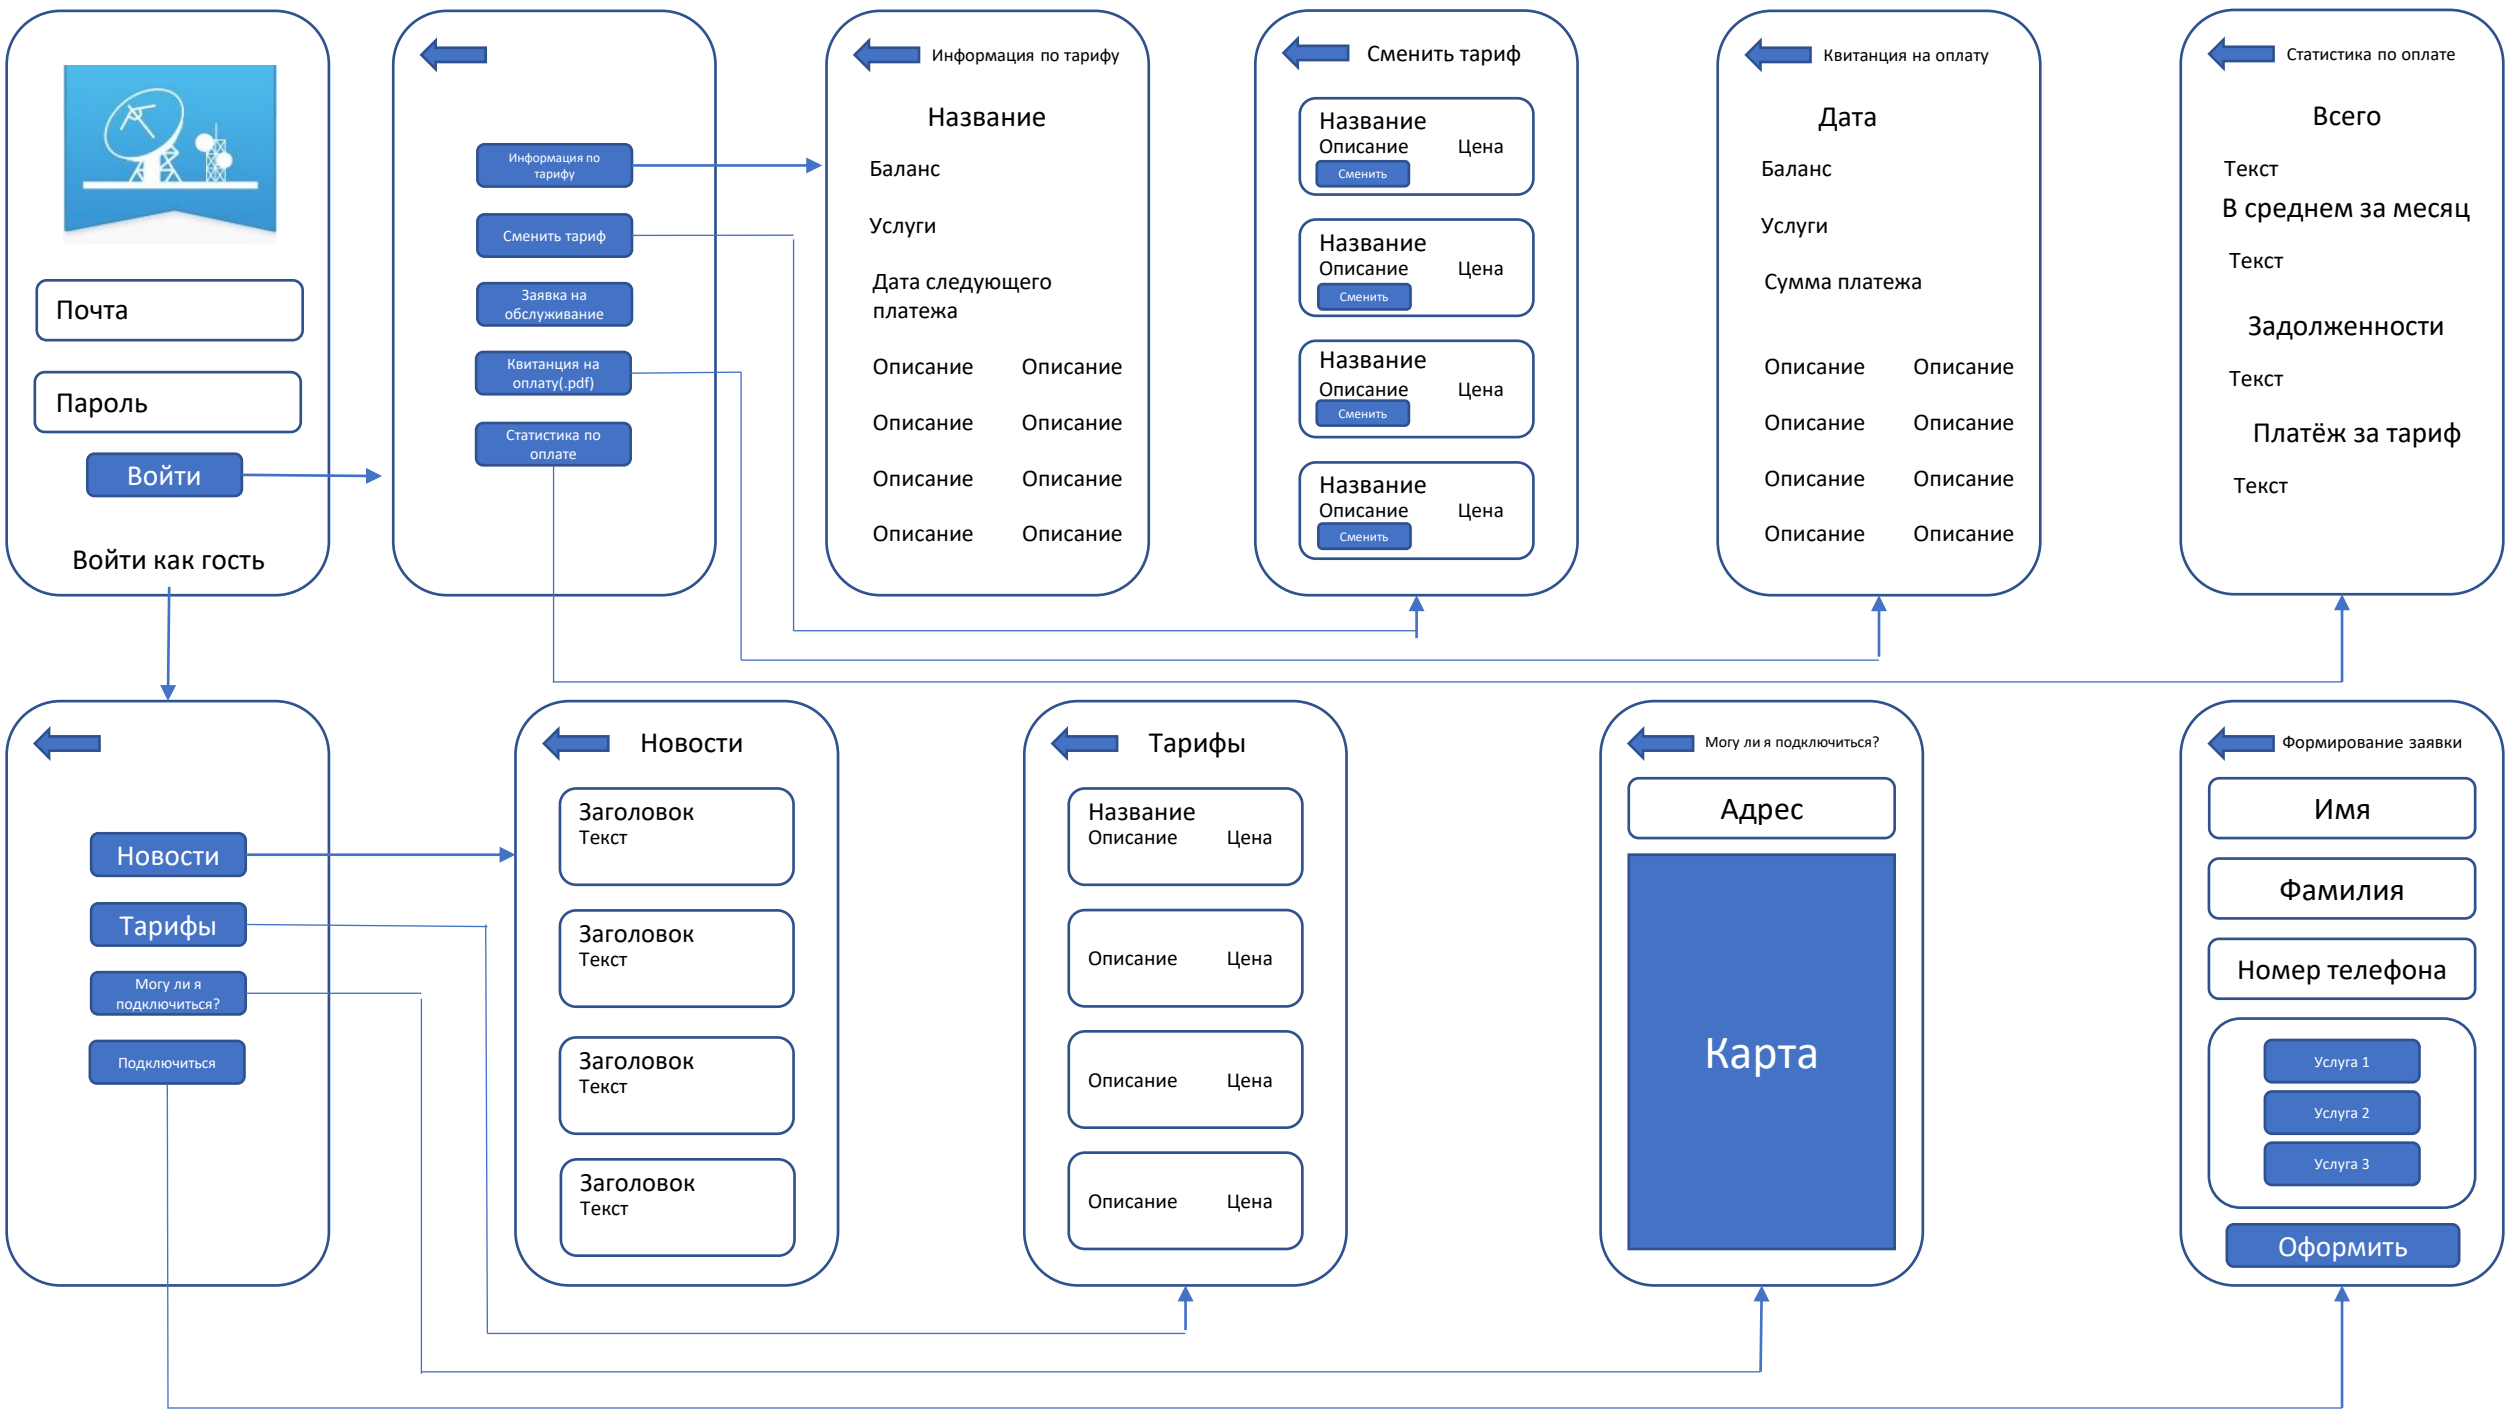 Почта
Пароль
Войти
Войти как гость
Информация по
тарифу
Сменить тариф
Заявка на
обслуживание
Квитанция на
оплату(.pdf)
Статистика по
оплате
Информация по тарифу
Название
Баланс
Услуги
Дата следующего
платежа
Описание Описание
Описание Описание
Описание Описание
Описание Описание
Сменить тариф
Название
Описание Цена
Сменить
Название
Описание Цена
Сменить
Название
Описание Цена
Сменить
Название
Описание Цена
Сменить
Квитанция на оплату
Дата
Баланс
Услуги
Сумма платежа
Описание Описание
Описание Описание
Описание Описание
Описание Описание
Статистика по оплате
Всего
Текст
В среднем за месяц
Текст
Задолженности
Текст
Платёж за тариф
Текст
Новости
Тарифы
Могу ли я
подключиться?
Подключиться
Новости
Заголовок
Текст
Заголовок
Текст
Заголовок
Текст
Заголовок
Текст
Тарифы
Название
Описание Цена
Описание Цена
Описание Цена
Описание Цена
Могу ли я подключиться?
Адрес
Карта
Формирование заявки
Имя
Фамилия
Номер телефона
Услуга 1
Услуга 2
Услуга 3
Оформить